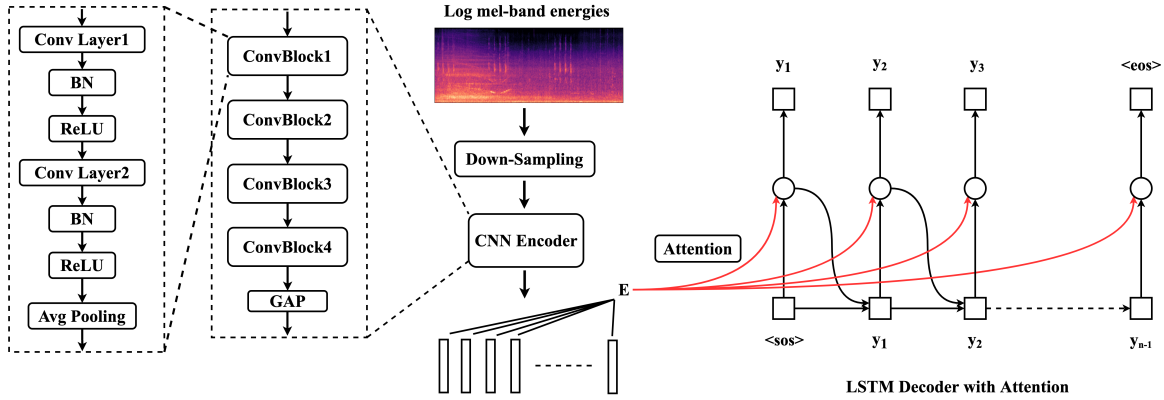 Conv Layer1
BN
ReLU
Conv Layer2
BN
ReLU
Avg Pooling
ConvBlock1
ConvBlock2
ConvBlock3
ConvBlock4
GAP
Log mel-band energies
Down-Sampling
CNN Encoder
E
Attention
y1 y2 y3 <eos>
<sos> y1 y2 yn-1
LSTM Decoder with Attention